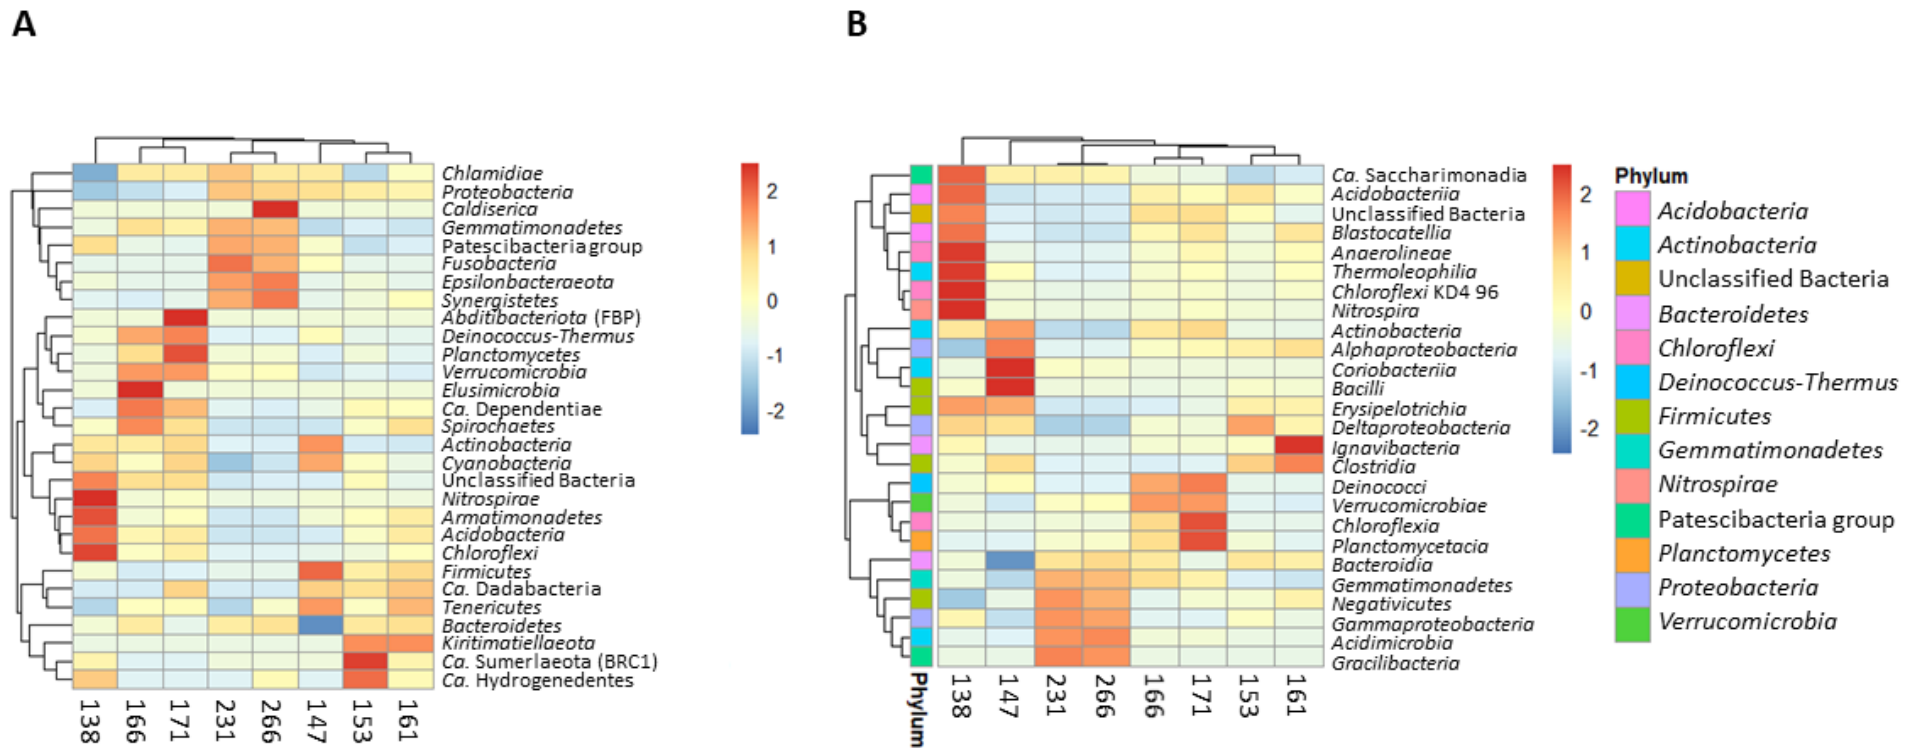 A
Chlamidiae
Proteobacteria
Caldiserica
Gemmatimonadetes
Patescibacteria group
Fusobacteria
Epsilonbacteraeota
Synergistetes
Abditibacteriota (FBP)
Deinococcus-Thermus
Planctomycetes
Verrucomicrobia
Elusimicrobia
Ca. Dependentiae
Spirochaetes
Actinobacteria
Cyanobacteria
Unclassified Bacteria
Nitrospirae
Armatimonadetes
Acidobacteria
Chloroflexi
Firmicutes
Ca. Dadabacteria
Tenericutes
Bacteroidetes
Kiritimatiellaeota
Ca. Sumerlaeota (BRC1)
Ca. Hydrogenedentes
138 166 171 231 266 147 153 161
2
1
0
-1
-2
B
Ca. Saccharimonadia
Acidobacteriia
Unclassified Bacteria
Blastocatellia
Anaerolineae
Thermoleophilia
Chloroflexi KD4 96
Nitrospira
Actinobacteria
Alphaproteobacteria
Coriobacteriia
Bacilli
Erysipelotrichia
Deltaproteobacteria
Ignavibacteria
Clostridia
Deinococci
Verrucomicrobiae
Chloroflexia
Planctomycetacia
Bacteroidia
Gemmatimonadetes
Negativicutes
Gammaproteobacteria
Acidimicrobia
Gracilibacteria
Phylum 138 147 231 266 166 171 153 161
2
1
0
-1
-2
Phylum
Acidobacteria
Actinobacteria
Unclassified Bacteria
Bacteroidetes
Chloroflexi
Deinococcus-Thermus
Firmicutes
Gemmatimonadetes
Nitrospirae
Patescibacteria group
Planctomycetes
Proteobacteria
Verrucomicrobia